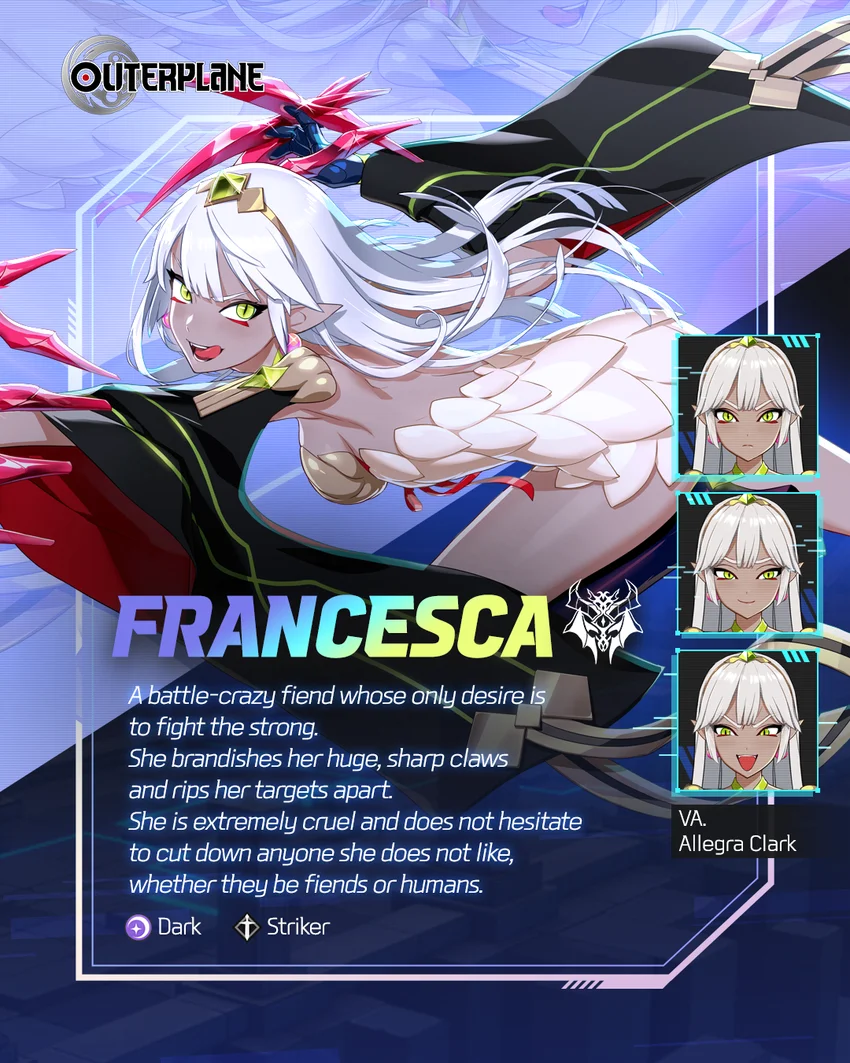 OUTERPLANE
FRANCESCA
A battle-crazy fiend whose only desire is
to fight the strong.
She brandishes her huge, sharp claws
and rips her targets apart.
She is extremely cruel and does not hesitate
to cut down anyone she does not like,
whether they be fiends or humans.
Dark Striker
VA.
Allegra Clark